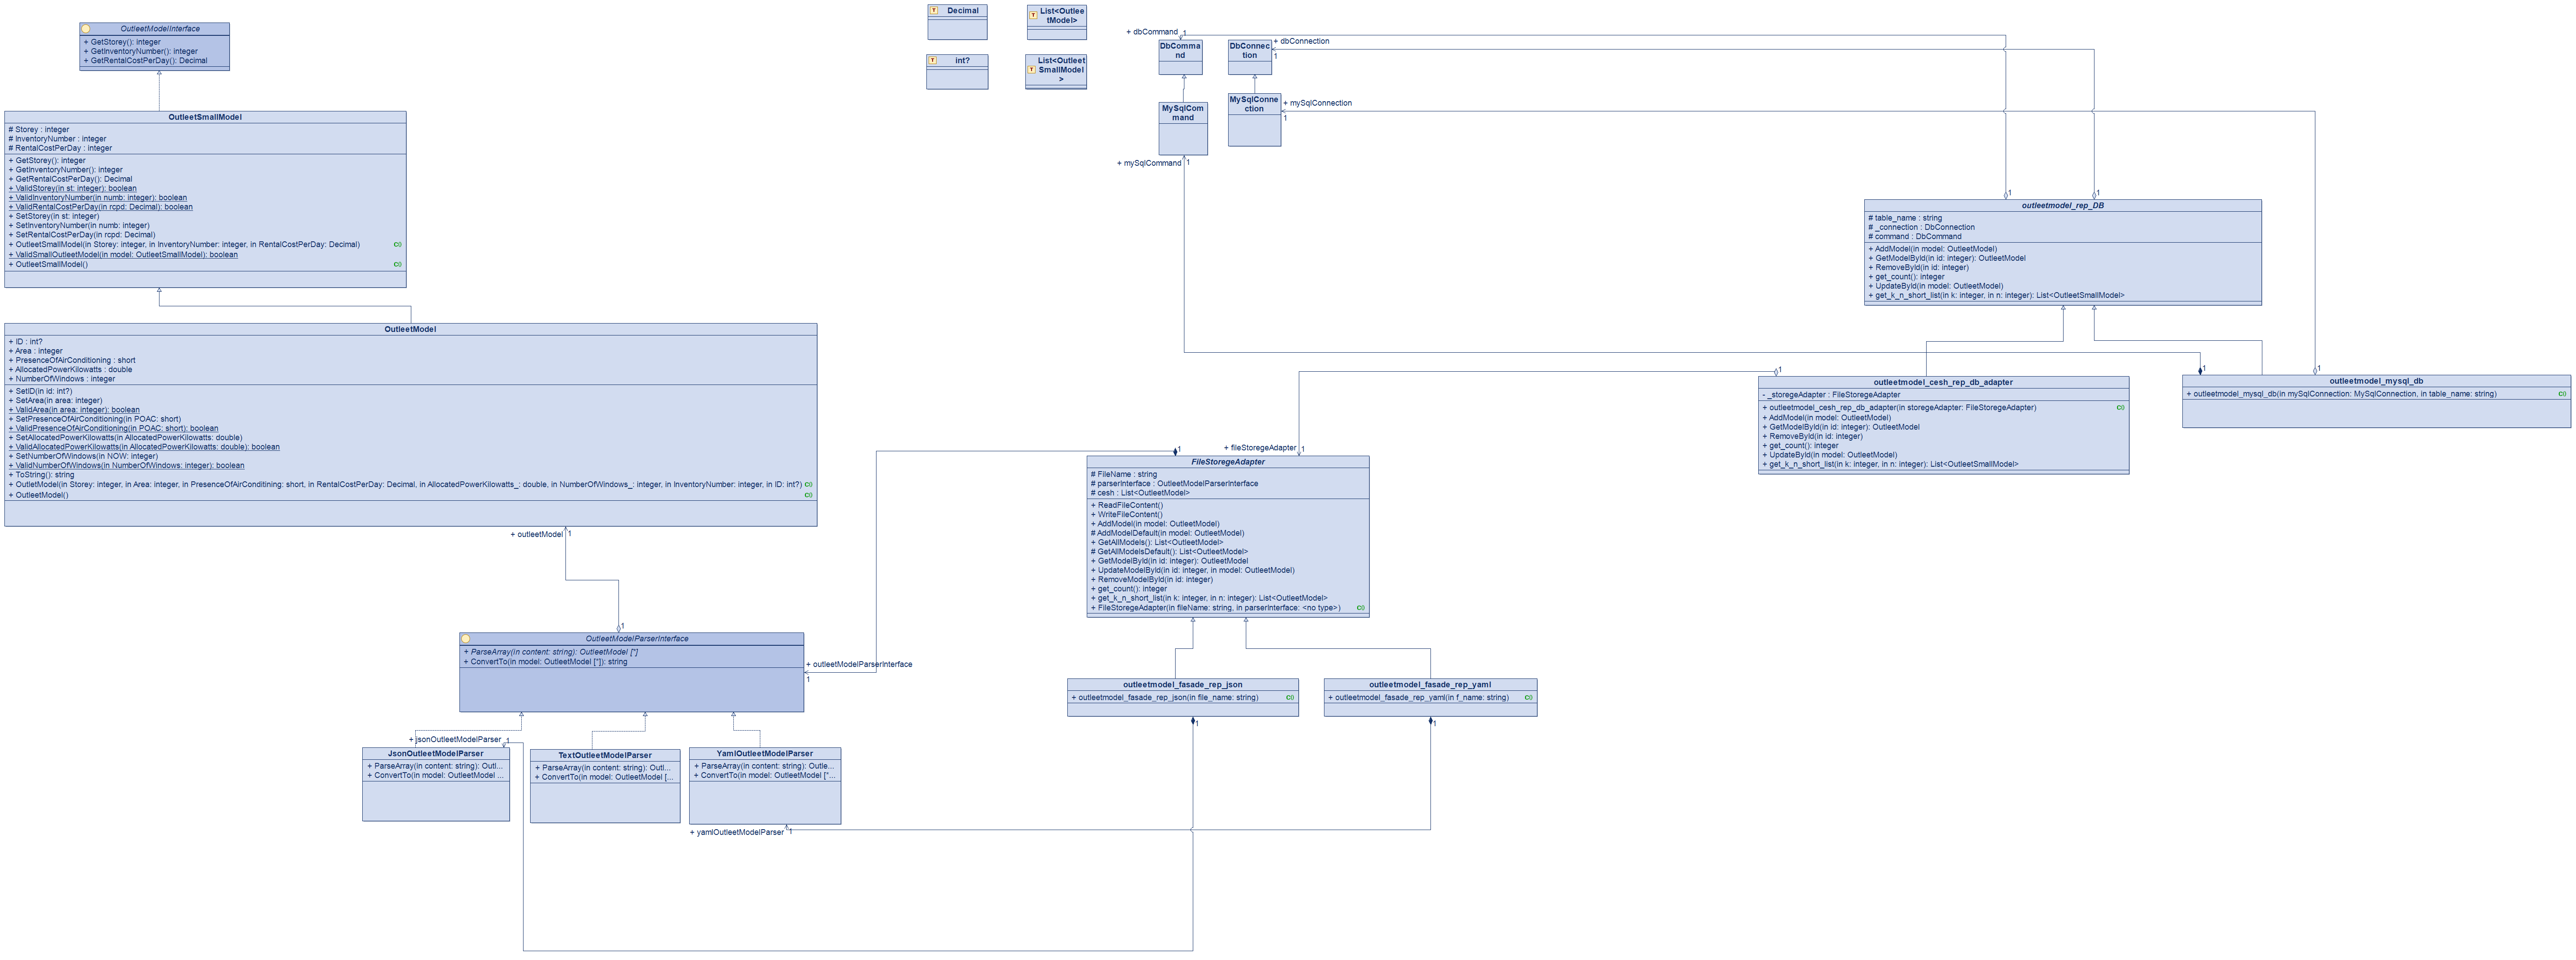 OutleetModelInterface
+ GetStorey(): integer
+ GetInventoryNumber(): integer
+ GetRentalCostPerDay(): Decimal
OutleetSmallModel
# Storey : integer
# InventoryNumber : integer
# RentalCostPerDay : integer
+ GetStorey(): integer
+ GetInventoryNumber(): integer
+ GetRentalCostPerDay(): Decimal
+ ValidStorey(in st: integer): boolean
+ ValidInventoryNumber(in numb: integer): boolean
+ ValidRentalCostPerDay(in rcpd: Decimal): boolean
+ SetStorey(in st: integer)
+ SetInventoryNumber(in numb: integer)
+ SetRentalCostPerDay(in rcpd: Decimal)
+ OutleetSmallModel(in Storey: integer, in InventoryNumber: integer, in RentalCostPerDay: Decimal) C()
+ ValidSmallOutleetModel(in model: OutleetSmallModel): boolean
+ OutleetSmallModel() C()
OutleetModel
+ ID : int?
+ Area : integer
+ PresenceOfAirConditioning : short
+ AllocatedPowerKilowatts : double
+ NumberOfWindows : integer
+ SetID(in id: int?)
+ SetArea(in area: integer)
+ ValidArea(in area: integer): boolean
+ SetPresenceOfAirConditioning(in POAC: short)
+ ValidPresenceOfAirConditioning(in POAC: short): boolean
+ SetAllocatedPowerKilowatts(in AllocatedPowerKilowatts: double)
+ ValidAllocatedPowerKilowatts(in AllocatedPowerKilowatts: double): boolean
+ SetNumberOfWindows(in NOW: integer)
+ ValidNumberOfWindows(in NumberOfWindows: integer): boolean
+ ToString(): string
+ OutletModel(in Storey: integer, in Area: integer, in PresenceOfAirConditining: short, in RentalCostPerDay: Decimal, in AllocatedPowerKilowatts_: double, in NumberOfWindows_: integer, in InventoryNumber: integer, in ID: int?) C()
+ OutleetModel() C()
+ outleetModel 1
1
OutleetModelParserInterface
+ ParseArray(in content: string): OutleetModel [*]
+ ConvertTo(in model: OutleetModel [*]): string
+ outleetModelParserInterface
1
+ jsonOutleetModelParser 1
JsonOutleetModelParser
+ ParseArray(in content: string): Outl...
+ ConvertTo(in model: OutleetModel ...
TextOutleetModelParser
+ ParseArray(in content: string): Outl...
+ ConvertTo(in model: OutleetModel [...
YamlOutleetModelParser
+ ParseArray(in content: string): Outle...
+ ConvertTo(in model: OutleetModel [*...
+ yamlOutleetModelParser 1
T Decimal
T List<Outlee
tModel>
T int?
T List<Outleet
SmallModel
>
+ dbCommand 1
DbComma
nd
+ dbConnection
1
DbConnec
tion
MySqlCom
mand
+ mySqlCommand 1
MySqlConne
ction
+ mySqlConnection
1
1
1
outleetmodel_rep_DB
# table_name : string
# _connection : DbConnection
# command : DbCommand
+ AddModel(in model: OutleetModel)
+ GetModelById(in id: integer): OutleetModel
+ RemoveById(in id: integer)
+ get_count(): integer
+ UpdateById(in model: OutleetModel)
+ get_k_n_short_list(in k: integer, in n: integer): List<OutleetSmallModel>
1
outleetmodel_cesh_rep_db_adapter
- _storegeAdapter : FileStoregeAdapter
+ outleetmodel_cesh_rep_db_adapter(in storegeAdapter: FileStoregeAdapter) C()
+ AddModel(in model: OutleetModel)
+ GetModelById(in id: integer): OutleetModel
+ RemoveById(in id: integer)
+ get_count(): integer
+ UpdateById(in model: OutleetModel)
+ get_k_n_short_list(in k: integer, in n: integer): List<OutleetSmallModel>
1
1
outleetmodel_mysql_db
+ outleetmodel_mysql_db(in mySqlConnection: MySqlConnection, in table_name: string) C()
1
+ fileStoregeAdapter 1
FileStoregeAdapter
# FileName : string
# parserInterface : OutleetModelParserInterface
# cesh : List<OutleetModel>
+ ReadFileContent()
+ WriteFileContent()
+ AddModel(in model: OutleetModel)
# AddModelDefault(in model: OutleetModel)
+ GetAllModels(): List<OutleetModel>
# GetAllModelsDefault(): List<OutleetModel>
+ GetModelById(in id: integer): OutleetModel
+ UpdateModelById(in id: integer, in model: OutleetModel)
+ RemoveModelById(in id: integer)
+ get_count(): integer
+ get_k_n_short_list(in k: integer, in n: integer): List<OutleetModel>
+ FileStoregeAdapter(in fileName: string, in parserInterface: <no type>) C()
outleetmodel_fasade_rep_json
+ outleetmodel_fasade_rep_json(in file_name: string) C()
1
outleetmodel_fasade_rep_yaml
+ outleetmodel_fasade_rep_yaml(in f_name: string) C()
1